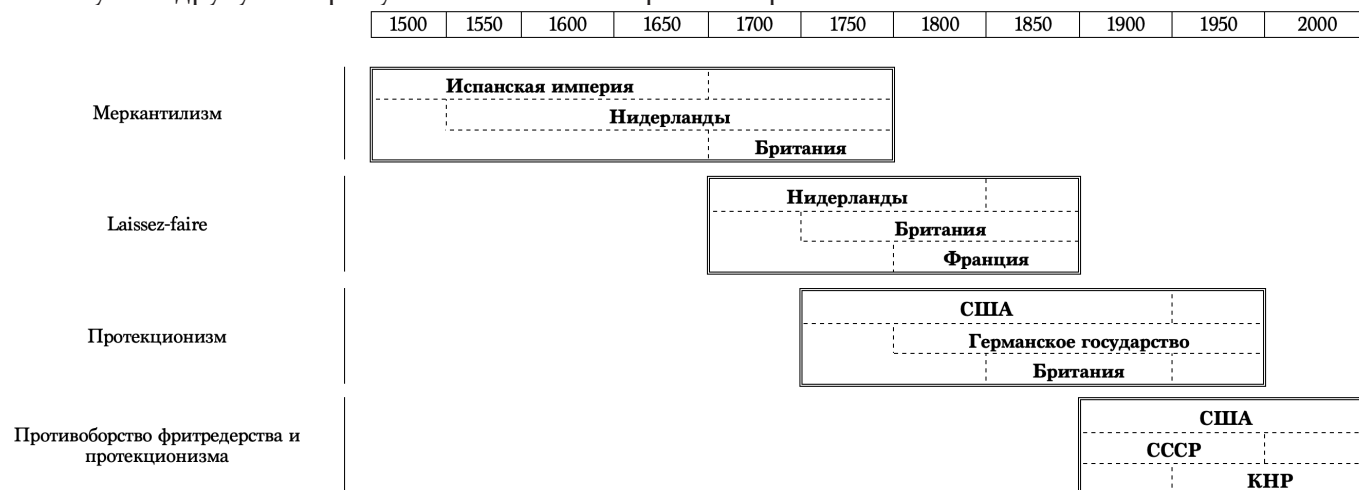 1500 1550 1600 1650 1700 1750 1800 1850 1900 1950 2000
Меркантилизм
Испанская империя
Нидерланды
Британия
Laissez-faire
Нидерланды
Британия
Франция
Протекционизм
США
Германское государство
Британия
Противоборство фритредерства и
протекционизма
США
СССР
КНР